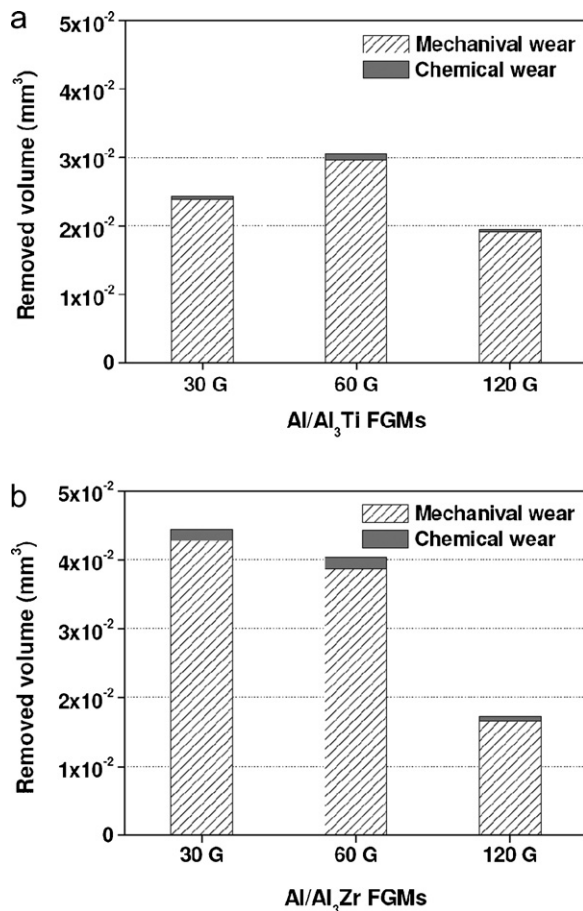 a
Removed volume (mm³)
5x10⁻²
4x10⁻²
3x10⁻²
2x10⁻²
1x10⁻²
0
Mechanival wear
Chemical wear
30 G 60 G 120 G
Al/Al₃Ti FGMs
b
Removed volume (mm³)
5x10⁻²
4x10⁻²
3x10⁻²
2x10⁻²
1x10⁻²
0
Mechanival wear
Chemical wear
30 G 60 G 120 G
Al/Al₃Zr FGMs